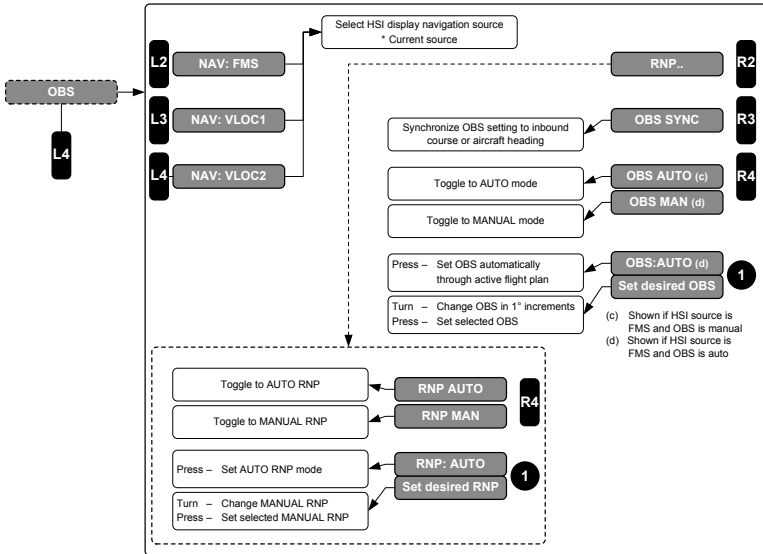 Select HSI display navigation source
* Current source
L2
NAV: FMS
RNP..
R2
OBS
L3
NAV: VLOC1
Synchronize OBS setting to inbound
course or aircraft heading
OBS SYNC
R3
L4
L4
NAV: VLOC2
Toggle to AUTO mode
OBS AUTO (c)
R4
Toggle to MANUAL mode
OBS MAN (d)
Press – Set OBS automatically
through active flight plan
OBS:AUTO (d)
1
Set desired OBS
Turn – Change OBS in 1° increments
Press – Set selected OBS
(c) Shown if HSI source is
FMS and OBS is manual
(d) Shown if HSI source is
FMS and OBS is auto
Toggle to AUTO RNP
RNP AUTO
R4
Toggle to MANUAL RNP
RNP MAN
Press – Set AUTO RNP mode
RNP: AUTO
1
Set desired RNP
Turn – Change MANUAL RNP
Press – Set selected MANUAL RNP